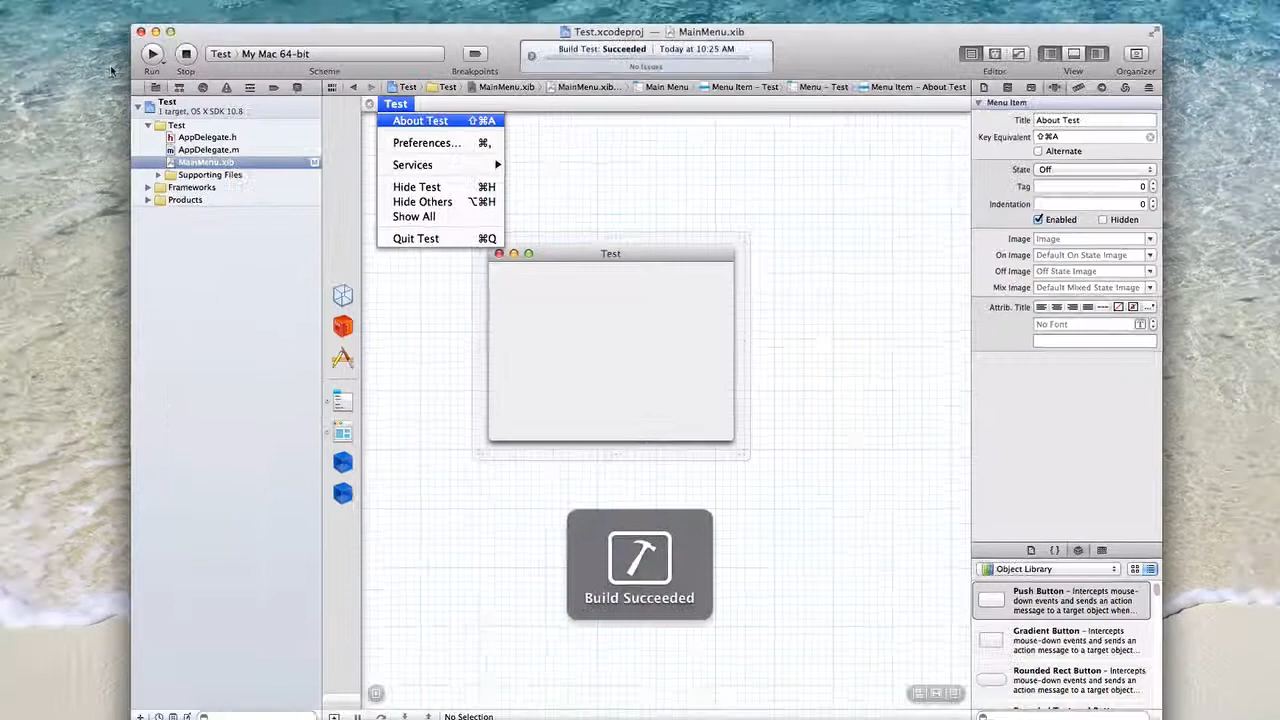 Test.xcodeproj — MainMenu.xib
Run
Stop
Test 〉 My Mac 64-bit
Scheme
Breakpoints
Build Test: Succeeded | Today at 10:25 AM
No Issues
Editor
View
Organizer
Test
Test
MainMenu.xib
MainMenu.xib...
Main Menu
Menu Item – Test
Menu – Test
Menu Item – About Test
Test
1 target, OS X SDK 10.8
Test
AppDelegate.h
AppDelegate.m
MainMenu.xib
M
Supporting Files
Frameworks
Products
Test
About Test ⇧⌘A
Preferences... ⌘,
Services
Hide Test ⌘H
Hide Others ⌥⌘H
Show All
Quit Test ⌘Q
Test
Build Succeeded
Menu Item
Title About Test
Key Equivalent ⇧⌘A
Alternate
State Off
Tag 0
Indentation 0
Enabled Hidden
Image Image
On Image Default On State Image
Off Image Off State Image
Mix Image Default Mixed State Image
Attrib. Title
No Font
Object Library
Push Button – Intercepts mouse-
down events and sends an action
message to a target object when...
Gradient Button – Intercepts
mouse-down events and sends an
action message to a target object...
Rounded Rect Button – Intercepts
mouse-down events and sends an
action message to a target object...
No Selection